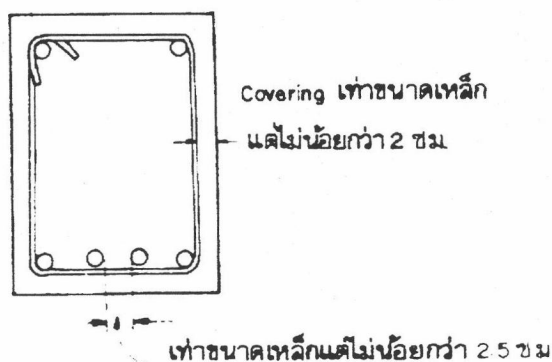 Covering เท่าขนาดเหล็ก
แต่ไม่น้อยกว่า 2 ซม.
เท่าขนาดเหล็กแต่ไม่น้อยกว่า 2.5 ซม